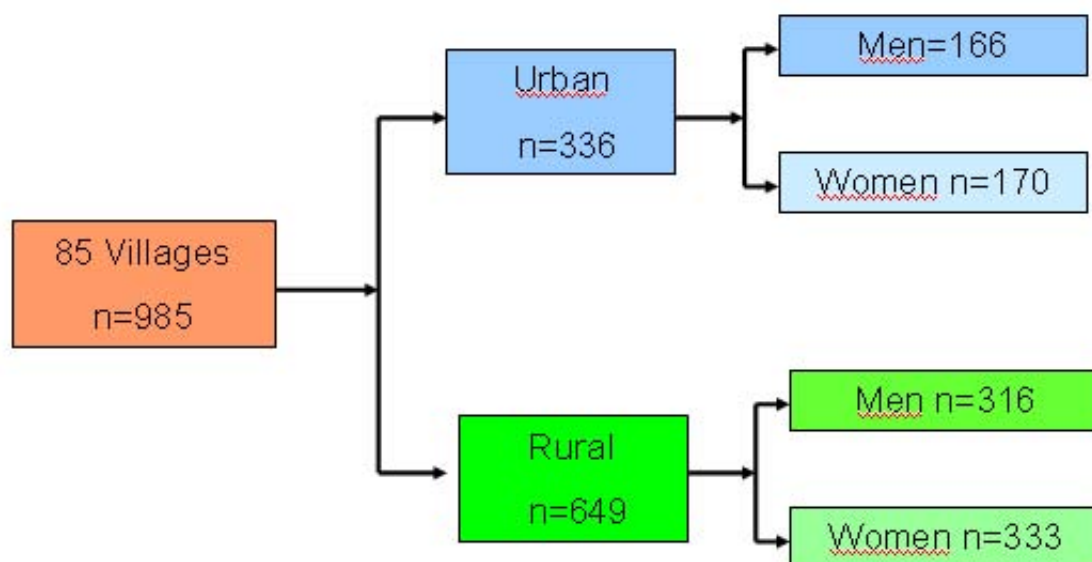 85 Villages
n=985
Urban
n=336
Men=166
Women n=170
Rural
n=649
Men n=316
Women n=333